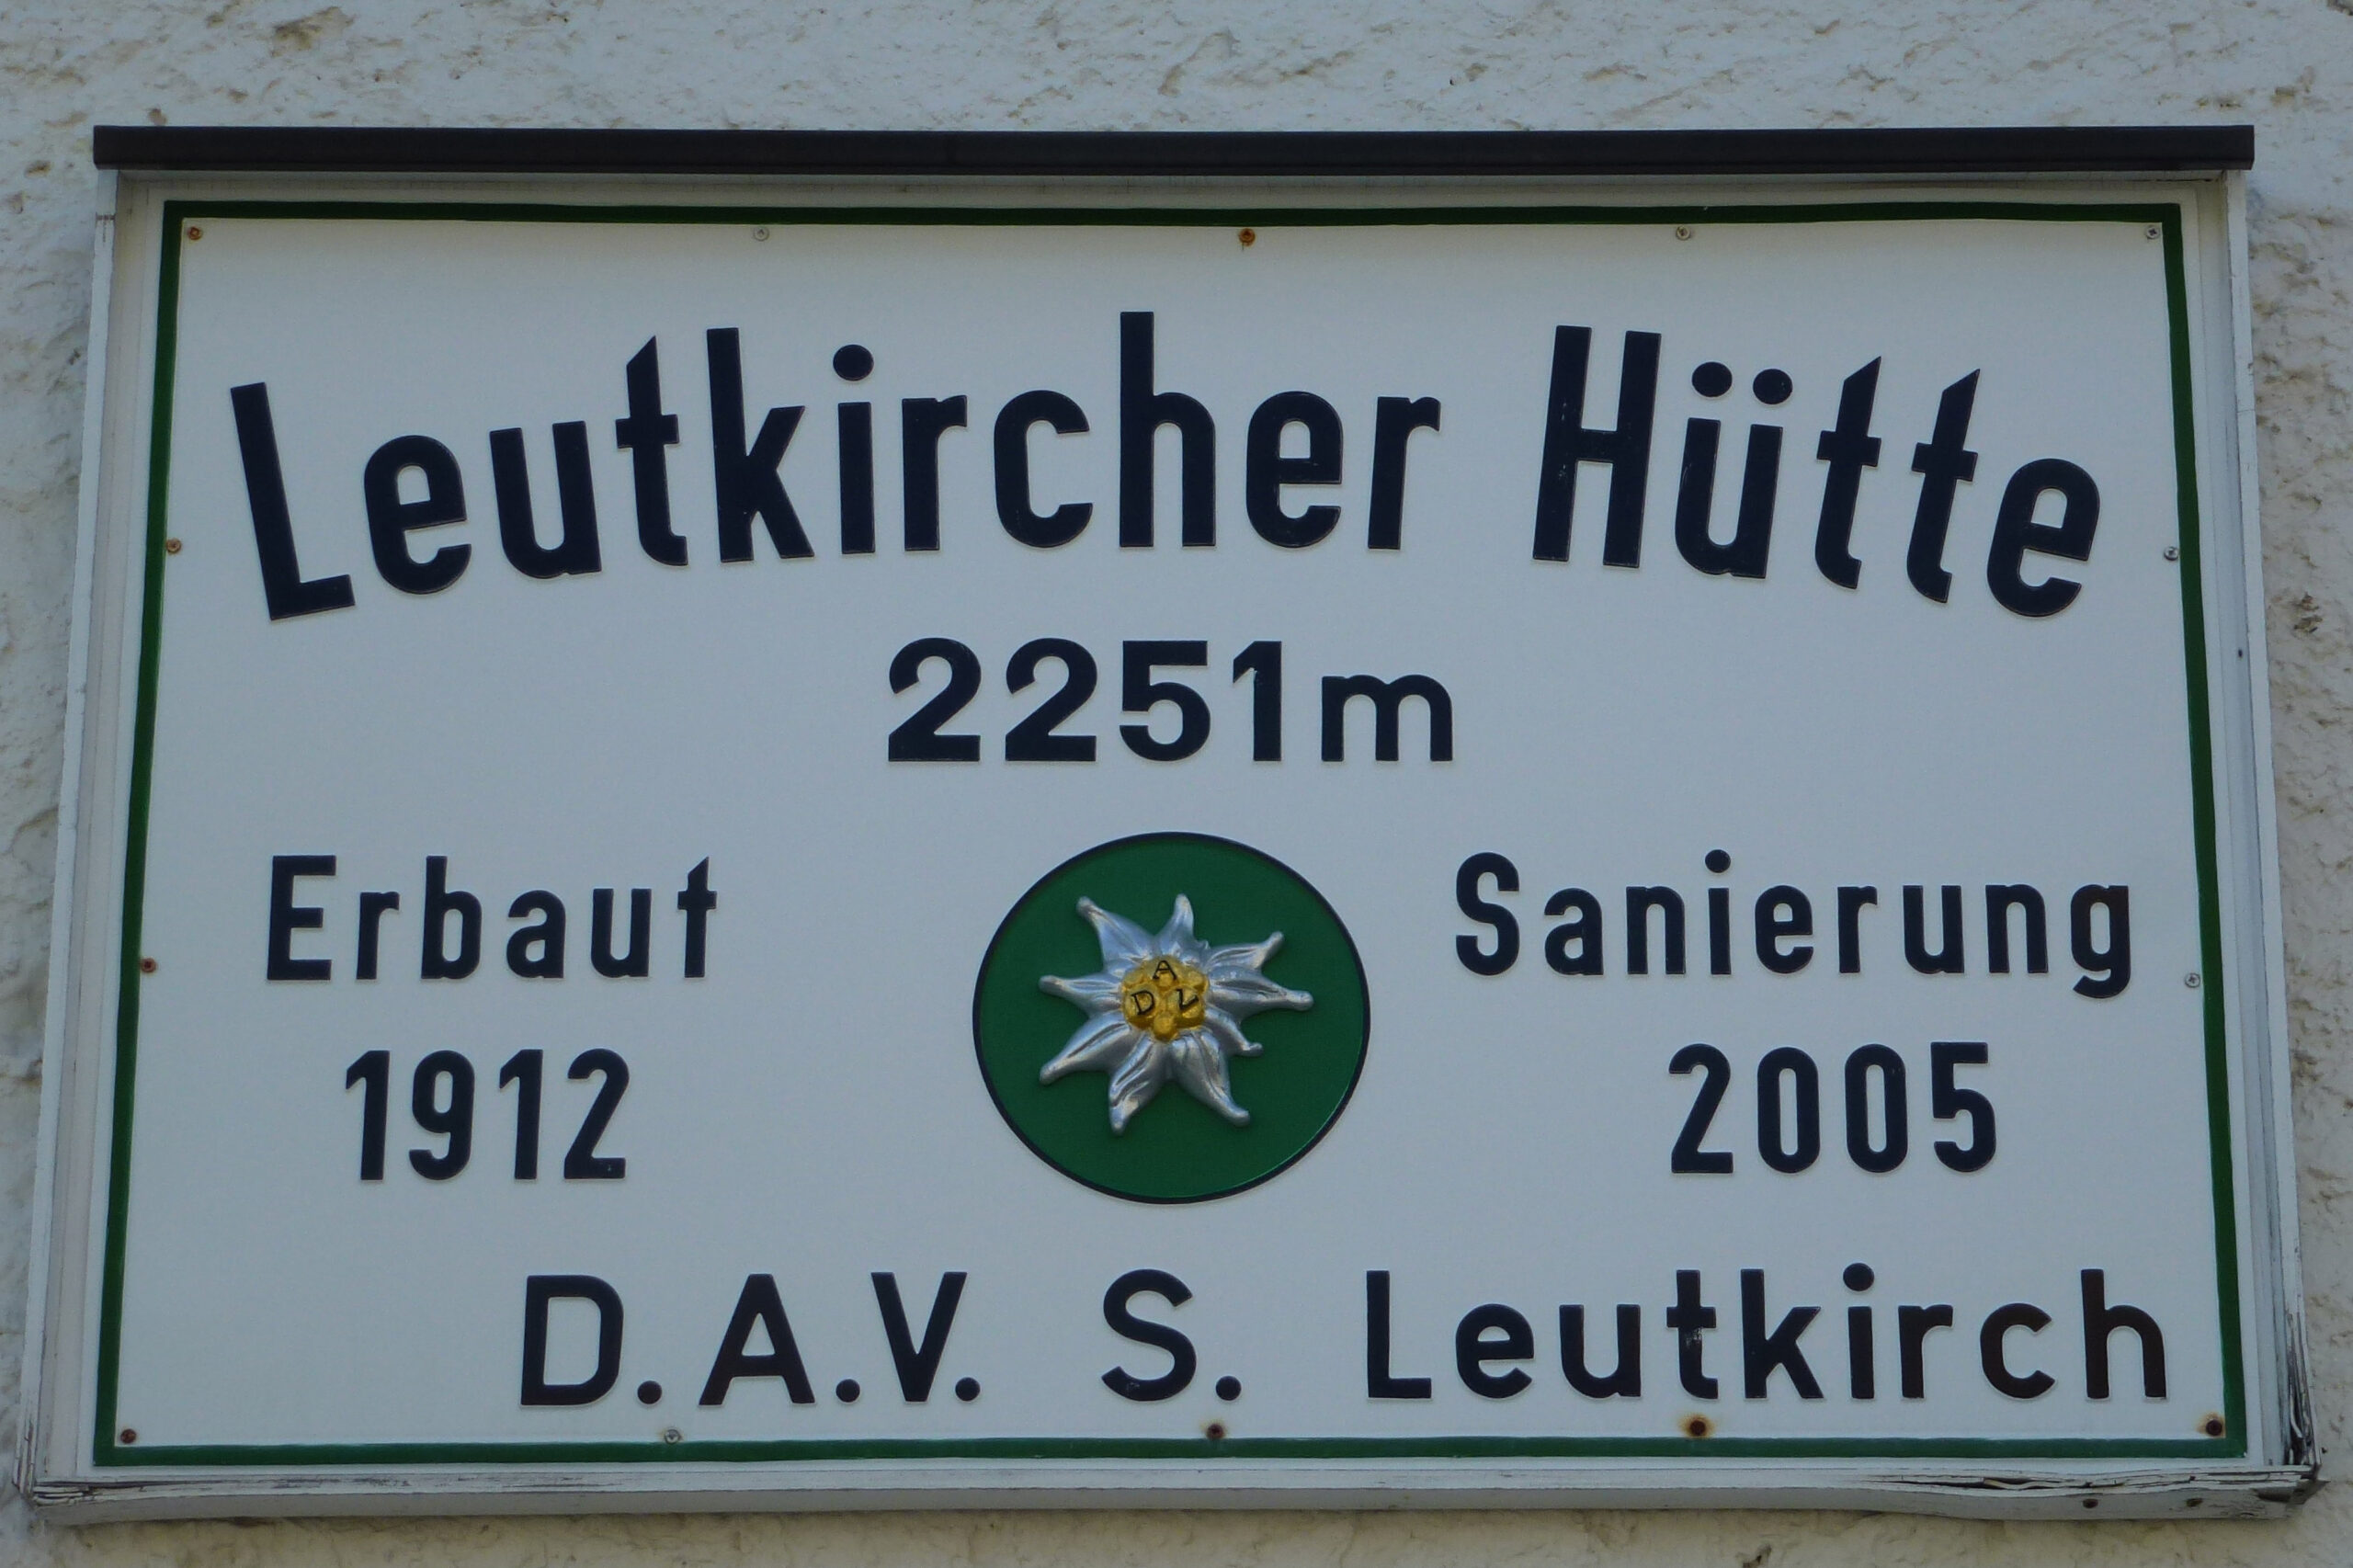 Leutkircher Hütte
2251m
Erbaut
1912
A
D V
Sanierung
2005
D.A.V. S. Leutkirch